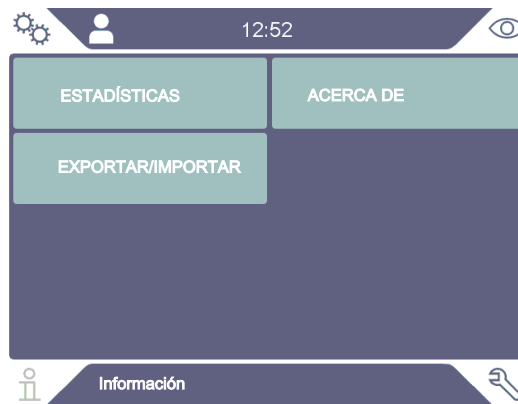 12:52
ESTADÍSTICAS
ACERCA DE
EXPORTAR/IMPORTAR
Información